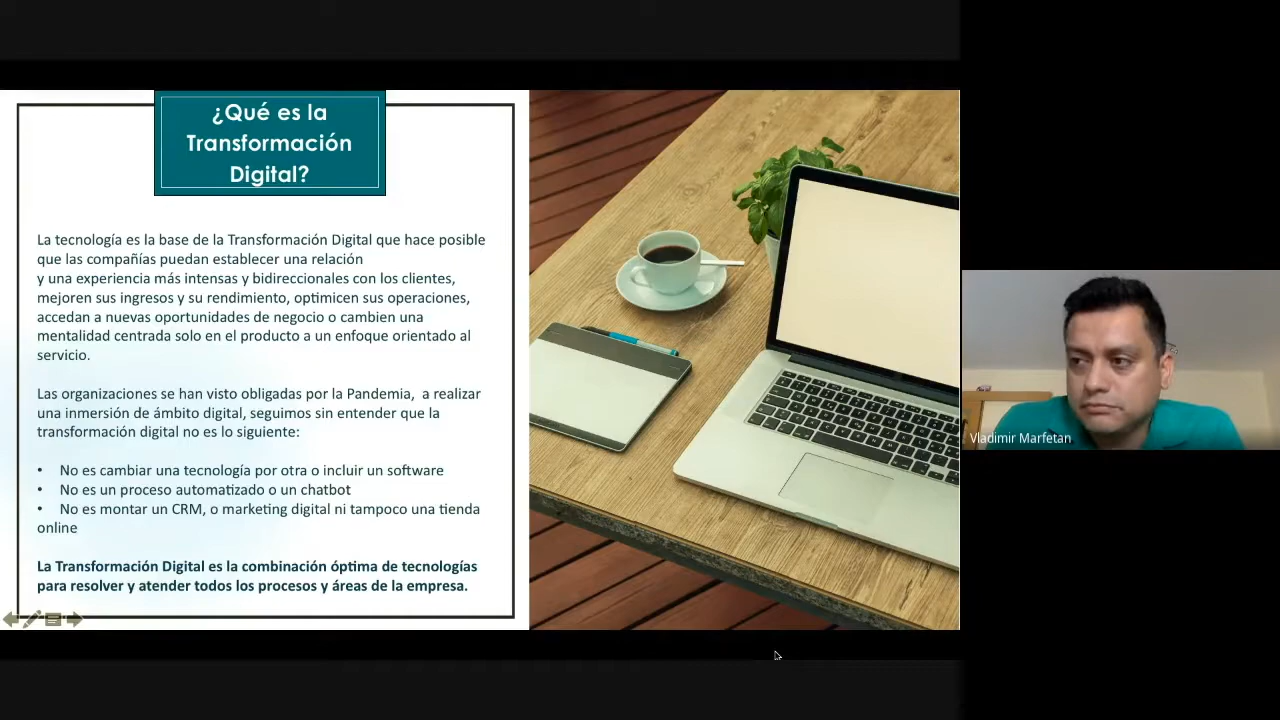 ¿Qué es la
Transformación
Digital?
La tecnología es la base de la Transformación Digital que hace posible
que las compañías puedan establecer una relación
y una experiencia más intensas y bidireccionales con los clientes,
mejoren sus ingresos y su rendimiento, optimicen sus operaciones,
accedan a nuevas oportunidades de negocio o cambien una
mentalidad centrada solo en el producto a un enfoque orientado al
servicio.
Las organizaciones se han visto obligadas por la Pandemia, a realizar
una inmersión de ámbito digital, seguimos sin entender que la
transformación digital no es lo siguiente:
• No es cambiar una tecnología por otra o incluir un software
• No es un proceso automatizado o un chatbot
• No es montar un CRM, o marketing digital ni tampoco una tienda
online
La Transformación Digital es la combinación óptima de tecnologías
para resolver y atender todos los procesos y áreas de la empresa.
Vladimir Marfetan